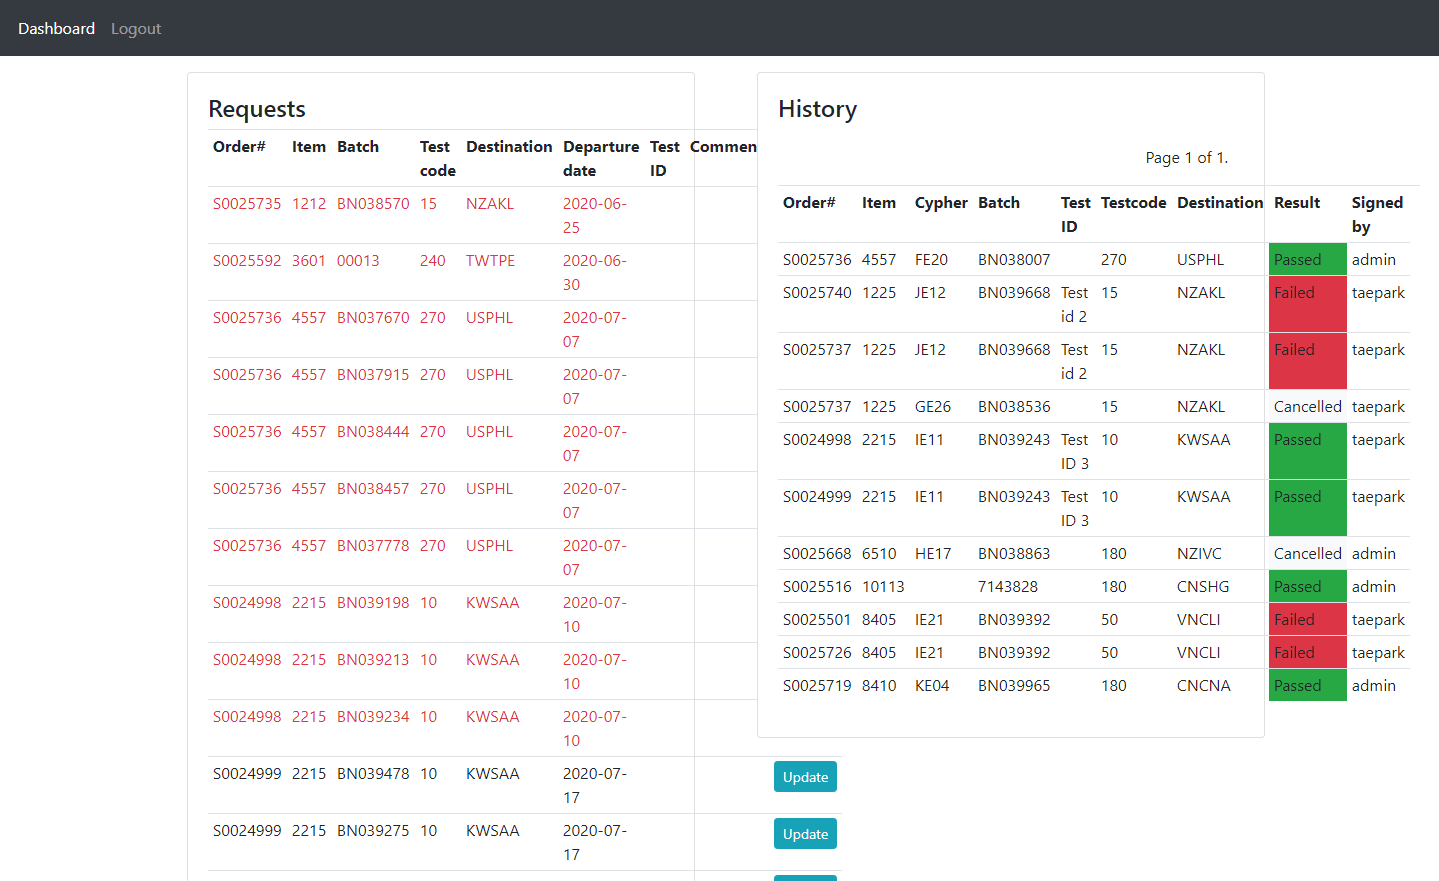 Dashboard Logout
Requests
Order# Item Batch Test code Destination Departure date Test ID Commen
S0025735 1212 BN038570 15 NZAKL 2020-06-25
S0025592 3601 00013 240 TWTPE 2020-06-30
S0025736 4557 BN037670 270 USPHL 2020-07-07
S0025736 4557 BN037915 270 USPHL 2020-07-07
S0025736 4557 BN038444 270 USPHL 2020-07-07
S0025736 4557 BN038457 270 USPHL 2020-07-07
S0025736 4557 BN037778 270 USPHL 2020-07-07
S0024998 2215 BN039198 10 KWSAA 2020-07-10
S0024998 2215 BN039213 10 KWSAA 2020-07-10
S0024998 2215 BN039234 10 KWSAA 2020-07-10
S0024999 2215 BN039478 10 KWSAA 2020-07-17 Update
S0024999 2215 BN039275 10 KWSAA 2020-07-17 Update
History
Page 1 of 1.
Order# Item Cypher Batch Test ID Testcode Destination Result Signed by
S0025736 4557 FE20 BN038007 270 USPHL Passed admin
S0025740 1225 JE12 BN039668 Test id 2 15 NZAKL Failed taepark
S0025737 1225 JE12 BN039668 Test id 2 15 NZAKL Failed taepark
S0025737 1225 GE26 BN038536 15 NZAKL Cancelled taepark
S0024998 2215 IE11 BN039243 Test ID 3 10 KWSAA Passed taepark
S0024999 2215 IE11 BN039243 Test ID 3 10 KWSAA Passed taepark
S0025668 6510 HE17 BN038863 180 NZIVC Cancelled admin
S0025516 10113 7143828 180 CNSHG Passed admin
S0025501 8405 IE21 BN039392 50 VNCLI Failed taepark
S0025726 8405 IE21 BN039392 50 VNCLI Failed taepark
S0025719 8410 KE04 BN039965 180 CNCNA Passed admin